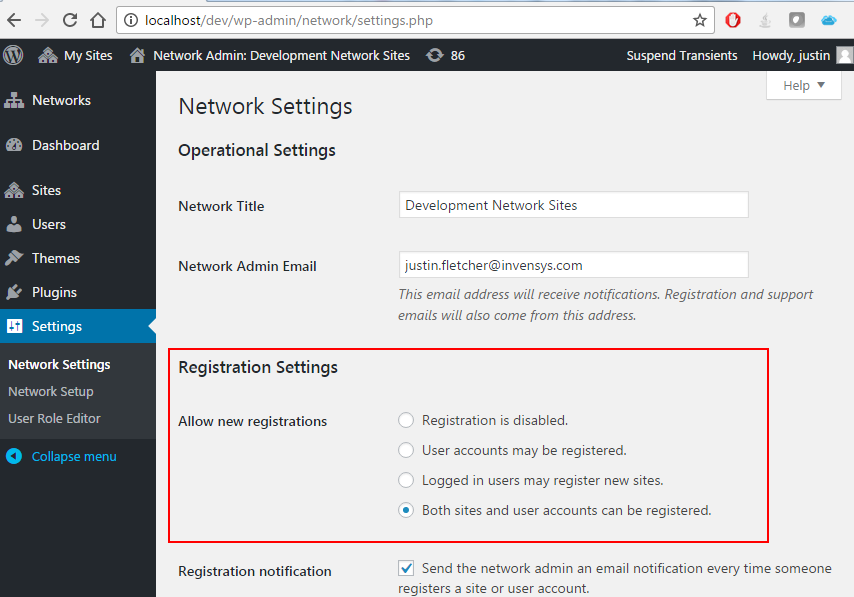 localhost/dev/wp-admin/network/settings.php
My Sites Network Admin: Development Network Sites 86 Suspend Transients Howdy, justin
Help
Networks
Dashboard
Sites
Users
Themes
Plugins
Settings
Network Settings
Network Setup
User Role Editor
Collapse menu
Network Settings
Operational Settings
Network Title Development Network Sites
Network Admin Email justin.fletcher@invensys.com
This email address will receive notifications. Registration and support
emails will also come from this address.
Registration Settings
Allow new registrations Registration is disabled.
User accounts may be registered.
Logged in users may register new sites.
Both sites and user accounts can be registered.
Registration notification Send the network admin an email notification every time someone
registers a site or user account.